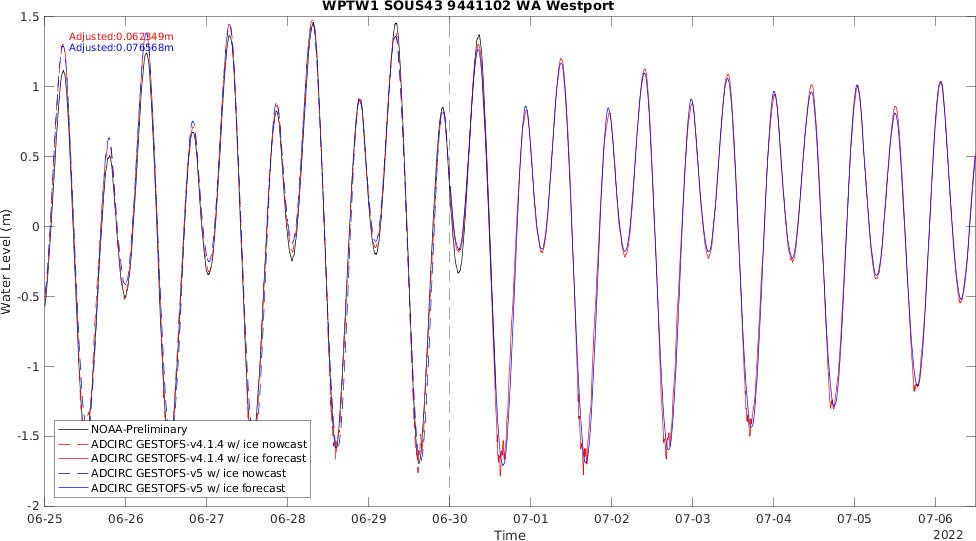 WPTW1 SOUS43 9441102 WA Westport
Adjusted:0.062849m
Adjusted:0.076568m
Water Level (m)
1.5
1
0.5
0
-0.5
-1
-1.5
-2
NOAA-Preliminary
ADCIRC GESTOFS-v4.1.4 w/ ice nowcast
ADCIRC GESTOFS-v4.1.4 w/ ice forecast
ADCIRC GESTOFS-v5 w/ ice nowcast
ADCIRC GESTOFS-v5 w/ ice forecast
06-25 06-26 06-27 06-28 06-29 06-30 07-01 07-02 07-03 07-04 07-05 07-06
Time
2022